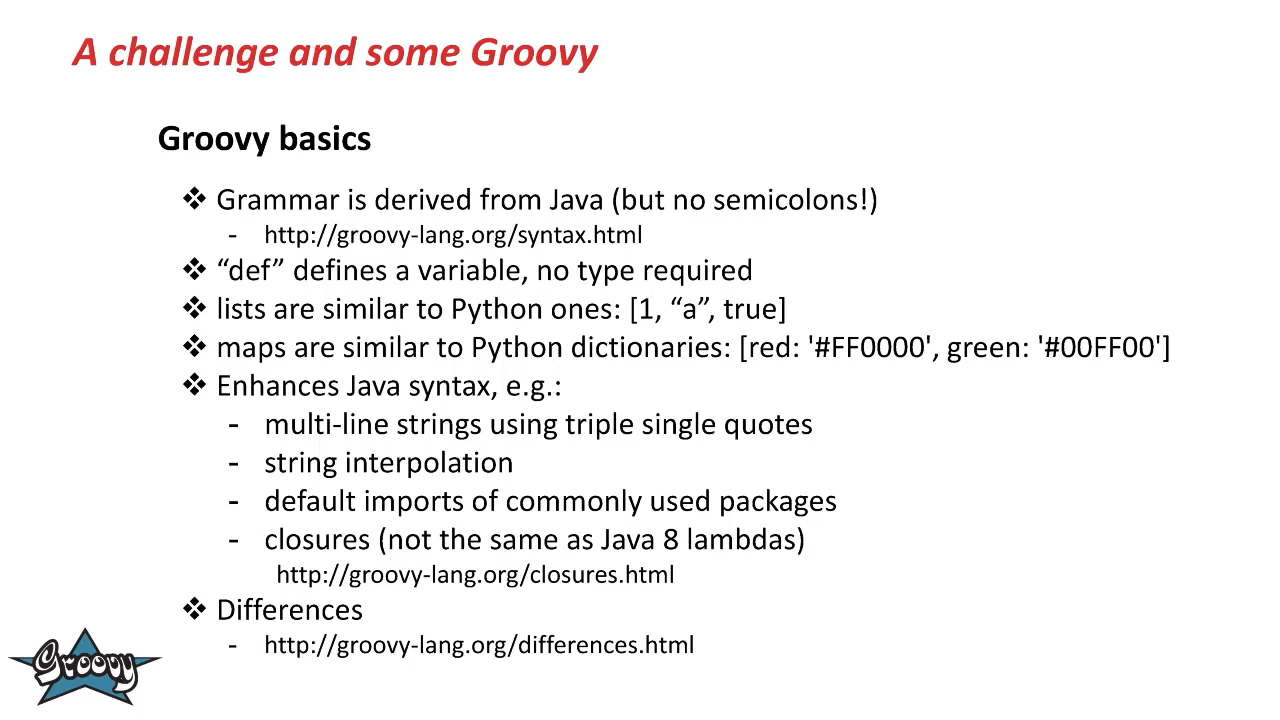 A challenge and some Groovy
Groovy basics
❖ Grammar is derived from Java (but no semicolons!)
- http://groovy-lang.org/syntax.html
❖ “def” defines a variable, no type required
❖ lists are similar to Python ones: [1, “a”, true]
❖ maps are similar to Python dictionaries: [red: '#FF0000', green: '#00FF00']
❖ Enhances Java syntax, e.g.:
- multi-line strings using triple single quotes
- string interpolation
- default imports of commonly used packages
- closures (not the same as Java 8 lambdas)
http://groovy-lang.org/closures.html
❖ Differences
- http://groovy-lang.org/differences.html
Groovy